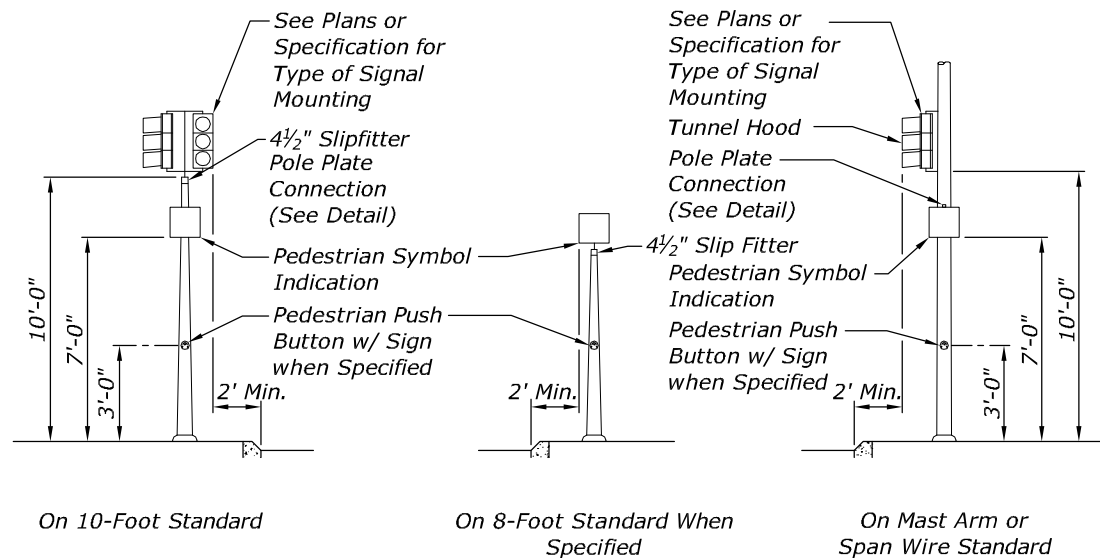 See Plans or
Specification for
Type of Signal
Mounting
4½" Slipfitter
Pole Plate
Connection
(See Detail)
Pedestrian Symbol
Indication
Pedestrian Push
Button w/ Sign
when Specified
10'-0"
7'-0"
3'-0"
2' Min.
On 10-Foot Standard
4½" Slip Fitter
2' Min.
On 8-Foot Standard When
Specified
See Plans or
Specification for
Type of Signal
Mounting
Tunnel Hood
Pole Plate
Connection
(See Detail)
Pedestrian Symbol
Indication
Pedestrian Push
Button w/ Sign
when Specified
2' Min.
3'-0"
7'-0"
10'-0"
On Mast Arm or
Span Wire Standard